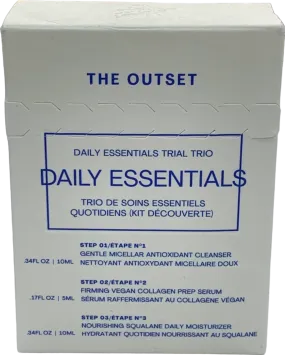 THE OUTSET
DAILY ESSENTIALS TRIAL TRIO
DAILY ESSENTIALS
TRIO DE SOINS ESSENTIELS
QUOTIDIENS (KIT DÉCOUVERTE)
STEP 01/ÉTAPE Nº1
GENTLE MICELLAR ANTIOXIDANT CLEANSER
.34FL OZ | 10ML NETTOYANT ANTIOXYDANT MICELLAIRE DOUX
STEP 02/ÉTAPE Nº2
FIRMING VEGAN COLLAGEN PREP SERUM
.17FL OZ | 5ML SÉRUM RAFFERMISSANT AU COLLAGÈNE VÉGAN
STEP 03/ÉTAPE Nº3
NOURISHING SQUALANE DAILY MOISTURIZER
.34FL OZ | 10ML HYDRATANT QUOTIDIEN NOURRISSANT AU SQUALANE